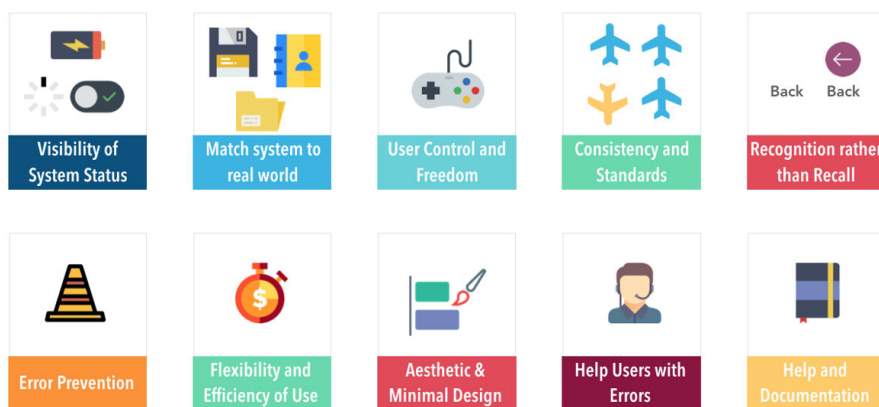 Back Back
Visibility of
System Status
Match system to
real world
User Control and
Freedom
Consistency and
Standards
Recognition rather
than Recall
$
Error Prevention
Flexibility and
Efficiency of Use
Aesthetic &
Minimal Design
Help Users with
Errors
Help and
Documentation